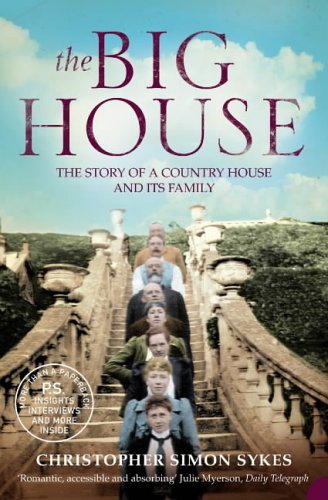 the BIG
HOUSE
THE STORY OF A COUNTRY HOUSE
AND ITS FAMILY
MORE THAN A PAPERBACK
PS
INSIGHTS
INTERVIEWS
AND MORE
INSIDE
CHRISTOPHER SIMON SYKES
‘Romantic, accessible and absorbing’ Julie Myerson, Daily Telegraph